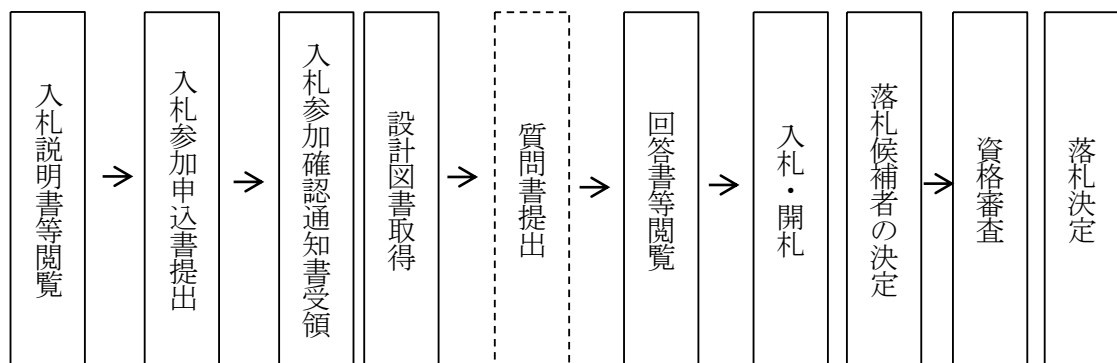 入札説明書等閲覧
入札参加申込書提出
入札参加確認通知書受領
設計図書取得
質問書提出
回答書等閲覧
入札・開札
落札候補者の決定
資格審査
落札決定